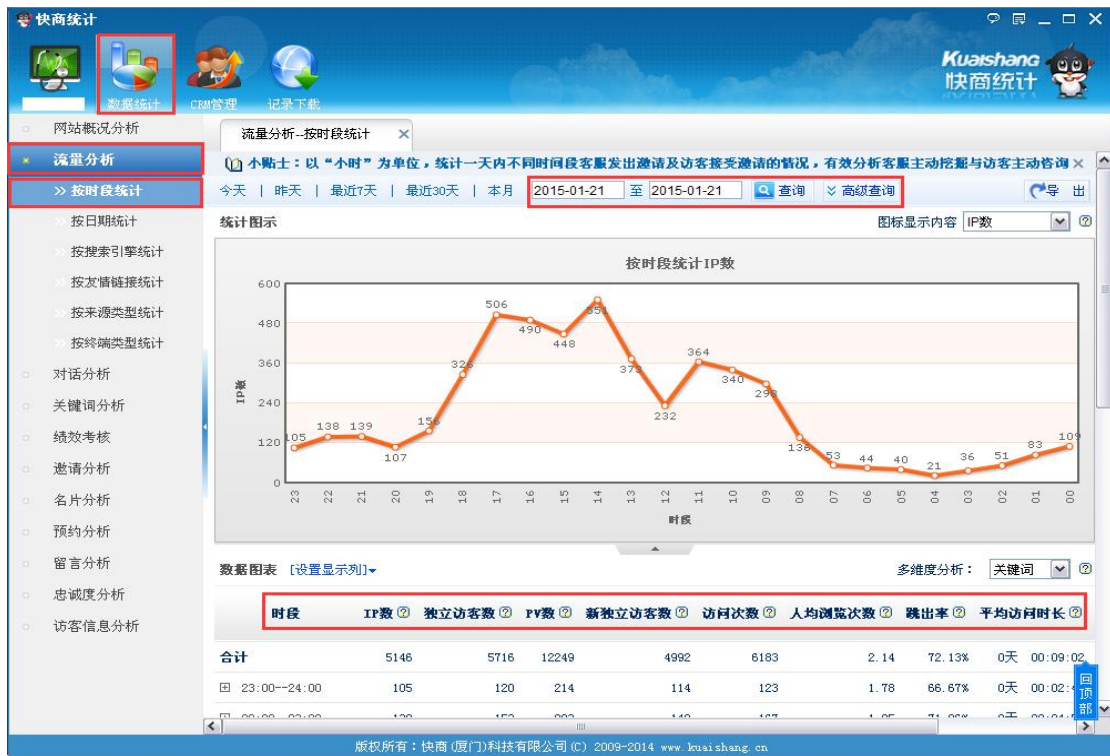 快商统计
Kuaishang
快商统计
数据统计
CRM管理
记录下载
网站概况分析
流量分析
>> 按时段统计
按日期统计
按搜索引擎统计
按友情链接统计
按来源类型统计
按终端类型统计
对话分析
关健词分析
绩效考核
邀请分析
名片分析
预约分析
留言分析
忠诚度分析
访客信息分析
流量分析--按时段统计 ×
小贴士：以“小时”为单位，统计一天内不同时间段客服发出邀请及访客接受邀请的情况，有效分析客服主动挖掘与访客主动咨询 ×
今天 | 昨天 | 最近7天 | 最近30天 | 本月 2015-01-21 至 2015-01-21 查询 高级查询 导 出
统计图示 图标显示内容 IP数
按时段统计IP数
600
480
360
240
120
0
IP数
105 138 139 107 156 326 506 490 448 551 373 232 364 340 298 136 53 44 40 21 36 51 83 109
23 22 21 20 19 18 17 16 15 14 13 12 11 10 09 08 07 06 05 04 03 02 01 00
时段
数据图表 [设置显示列] 多维度分析： 关键词
时段 IP数 独立访客数 PV数 新独立访客数 访问次数 人均浏览次数 跳出率 平均访问时长
合计 5146 5716 12249 4992 6183 2.14 72.13% 0天 00:09:02
23:00--24:00 105 120 214 114 123 1.78 66.67% 0天 00:02:
回顶部
版权所有：快商(厦门)科技有限公司(C) 2009-2014 www.kuaishang.cn